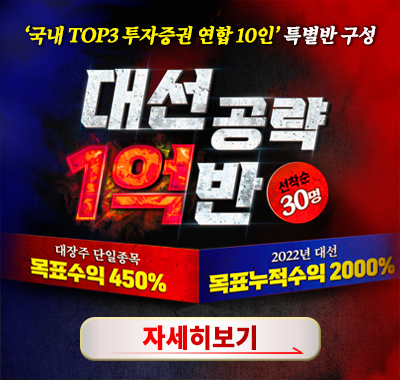 ‘국내 TOP3 투자증권 연합 10인’ 특별반 구성
대선공략
1억반
선착순
30명
대장주 단일종목
목표수익 450%
2022년 대선
목표누적수익 2000%
자세히보기